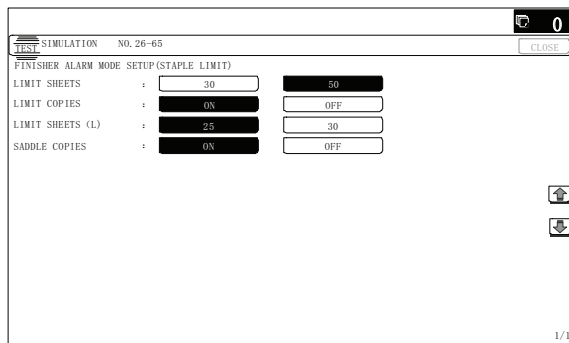 0
TEST SIMULATION NO. 26-65
CLOSE
FINISHER ALARM MODE SETUP(STAPLE LIMIT)
LIMIT SHEETS : 30 50
LIMIT COPIES : ON OFF
LIMIT SHEETS (L) : 25 30
SADDLE COPIES : ON OFF
1/1